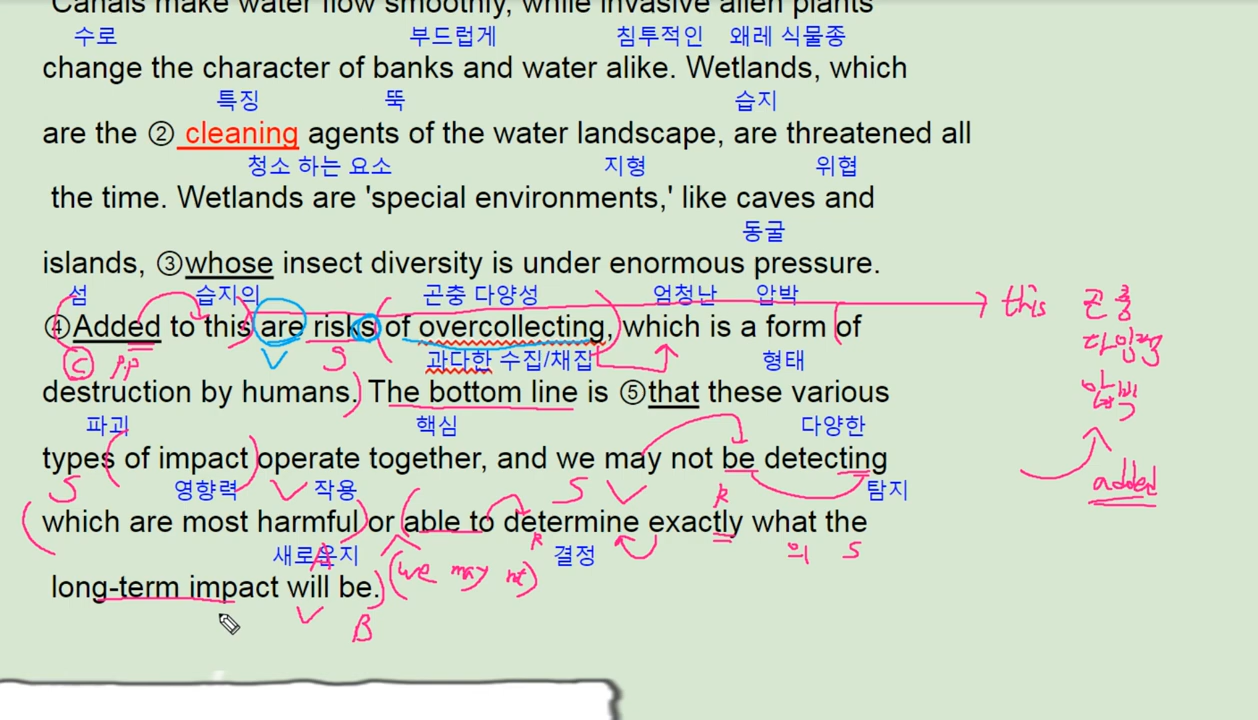 Canals make water flow smoothly, while invasive alien plants
수로 부드럽게 침투적인 왜레 식물종
change the character of banks and water alike. Wetlands, which
특징 뚝 습지
are the ② cleaning agents of the water landscape, are threatened all
청소 하는 요소 지형 위협
the time. Wetlands are 'special environments,' like caves and
동굴
islands, ③whose insect diversity is under enormous pressure.
섬 습지의 곤충 다양성 엄청난 압박
④Added to this are risks of overcollecting, which is a form of
this 곤충
C P.P V S 과다한 수집/채집 형태
destruction by humans. The bottom line is ⑤that these various
압박
파괴 핵심 다양한
types of impact operate together, and we may not be detecting
added
S 영향력 V 작용 S V R 탐지
which are most harmful or able to determine exactly what the
A R 결정 의 S
long-term impact will be. (we may not)
V B